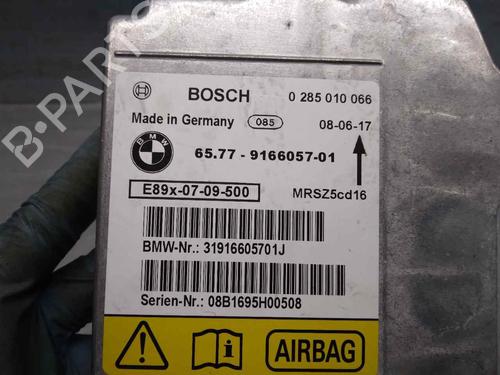 B-PARTS
BOSCH 0 285 010 066
Made in Germany 085 08-06-17
BMW 65.77 - 9166057-01
E89x-07-09-500 MRSZ5cd16
BMW-Nr.: 31916605701J
Serien-Nr.: 08B1695H00508
AIRBAG